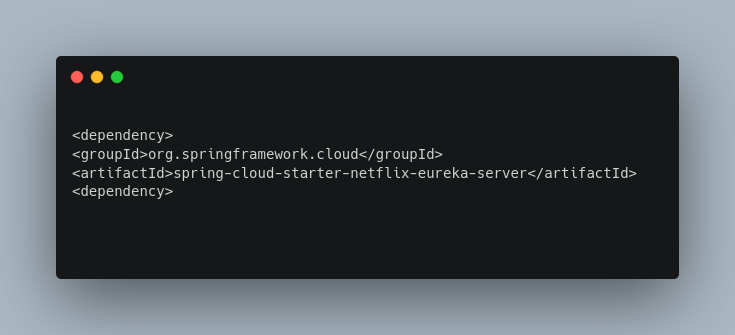 <dependency>
<groupId>org.springframework.cloud</groupId>
<artifactId>spring-cloud-starter-netflix-eureka-server</artifactId>
<dependency>